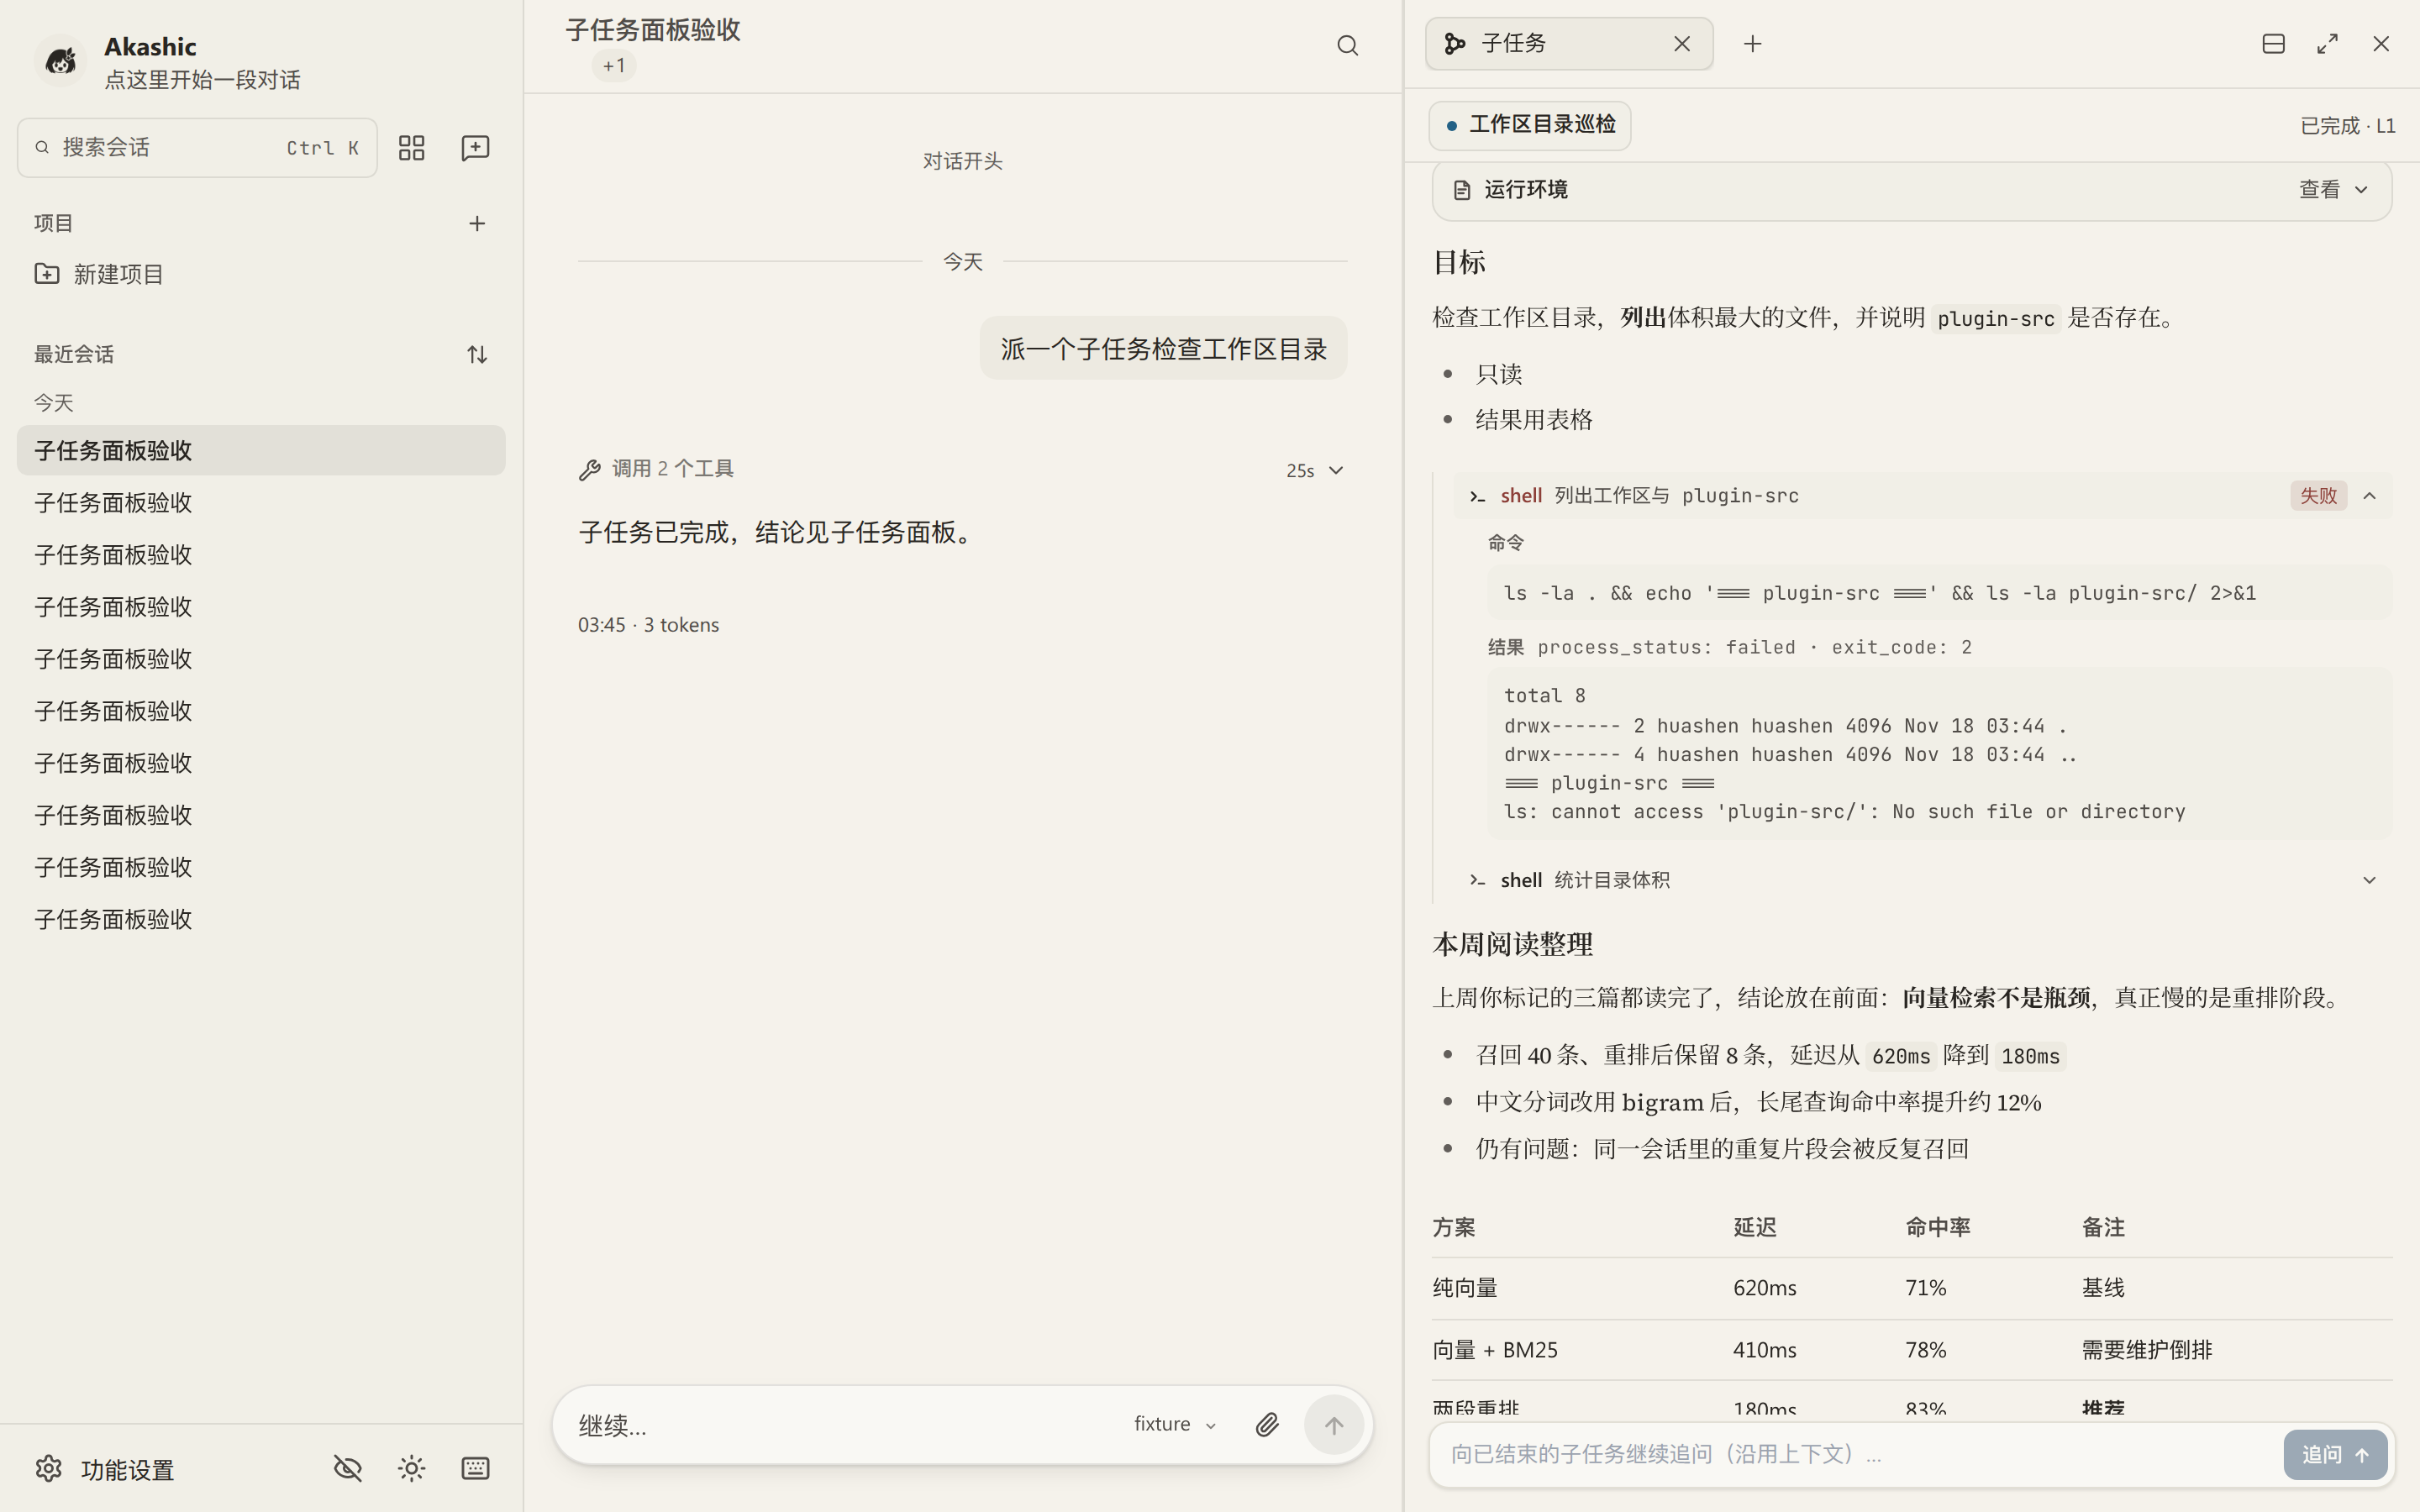 Akashic
点这里开始一段对话
搜索会话 Ctrl K
项目
新建项目
最近会话
今天
子任务面板验收
子任务面板验收
子任务面板验收
子任务面板验收
子任务面板验收
子任务面板验收
子任务面板验收
子任务面板验收
子任务面板验收
子任务面板验收
功能设置
子任务面板验收
+1
对话开头
今天
派一个子任务检查工作区目录
调用 2 个工具 25s
子任务已完成，结论见子任务面板。
03:45 · 3 tokens
继续... fixture
子任务
工作区目录巡检 已完成 · L1
运行环境 查看
目标
检查工作区目录，列出体积最大的文件，并说明 plugin-src 是否存在。
只读
结果用表格
shell 列出工作区与 plugin-src 失败
命令
ls -la . && echo '=== plugin-src ===' && ls -la plugin-src/ 2>&1
结果 process_status: failed · exit_code: 2
total 8
drwx------ 2 huashen huashen 4096 Nov 18 03:44 .
drwx------ 4 huashen huashen 4096 Nov 18 03:44 ..
=== plugin-src ===
ls: cannot access 'plugin-src/': No such file or directory
shell 统计目录体积
本周阅读整理
上周你标记的三篇都读完了，结论放在前面：向量检索不是瓶颈，真正慢的是重排阶段。
召回 40 条、重排后保留 8 条，延迟从 620ms 降到 180ms
中文分词改用 bigram 后，长尾查询命中率提升约 12%
仍有问题：同一会话里的重复片段会被反复召回
方案 延迟 命中率 备注
纯向量 620ms 71% 基线
向量 + BM25 410ms 78% 需要维护倒排
两段重排 180ms 83% 推荐
向已结束的子任务继续追问（沿用上下文）... 追问